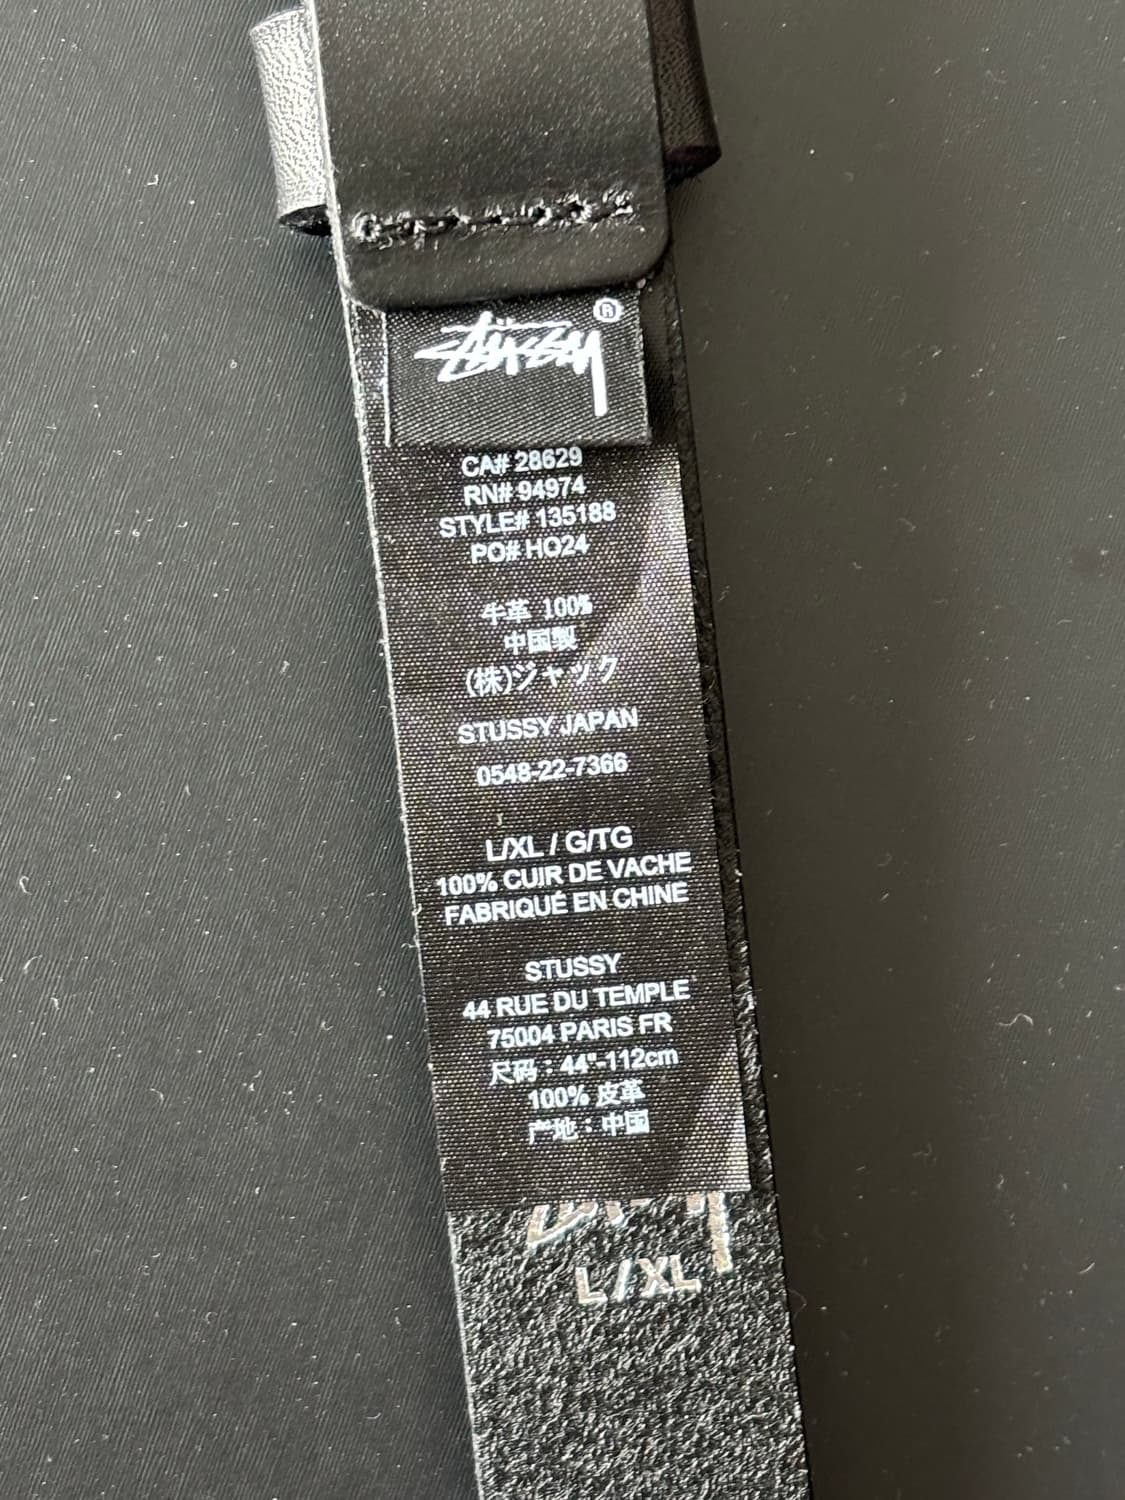 STÜSSY ®
CA# 28629
RN# 94974
STYLE# 135188
PO# HO24
牛革 100%
中国製
(株)ジャック
STUSSY JAPAN
0548-22-7366
L/XL / G/TG
100% CUIR DE VACHE
FABRIQUÉ EN CHINE
STUSSY
44 RUE DU TEMPLE
75004 PARIS FR
尺码：44"-112cm
100% 皮革
产地：中国
L/XL